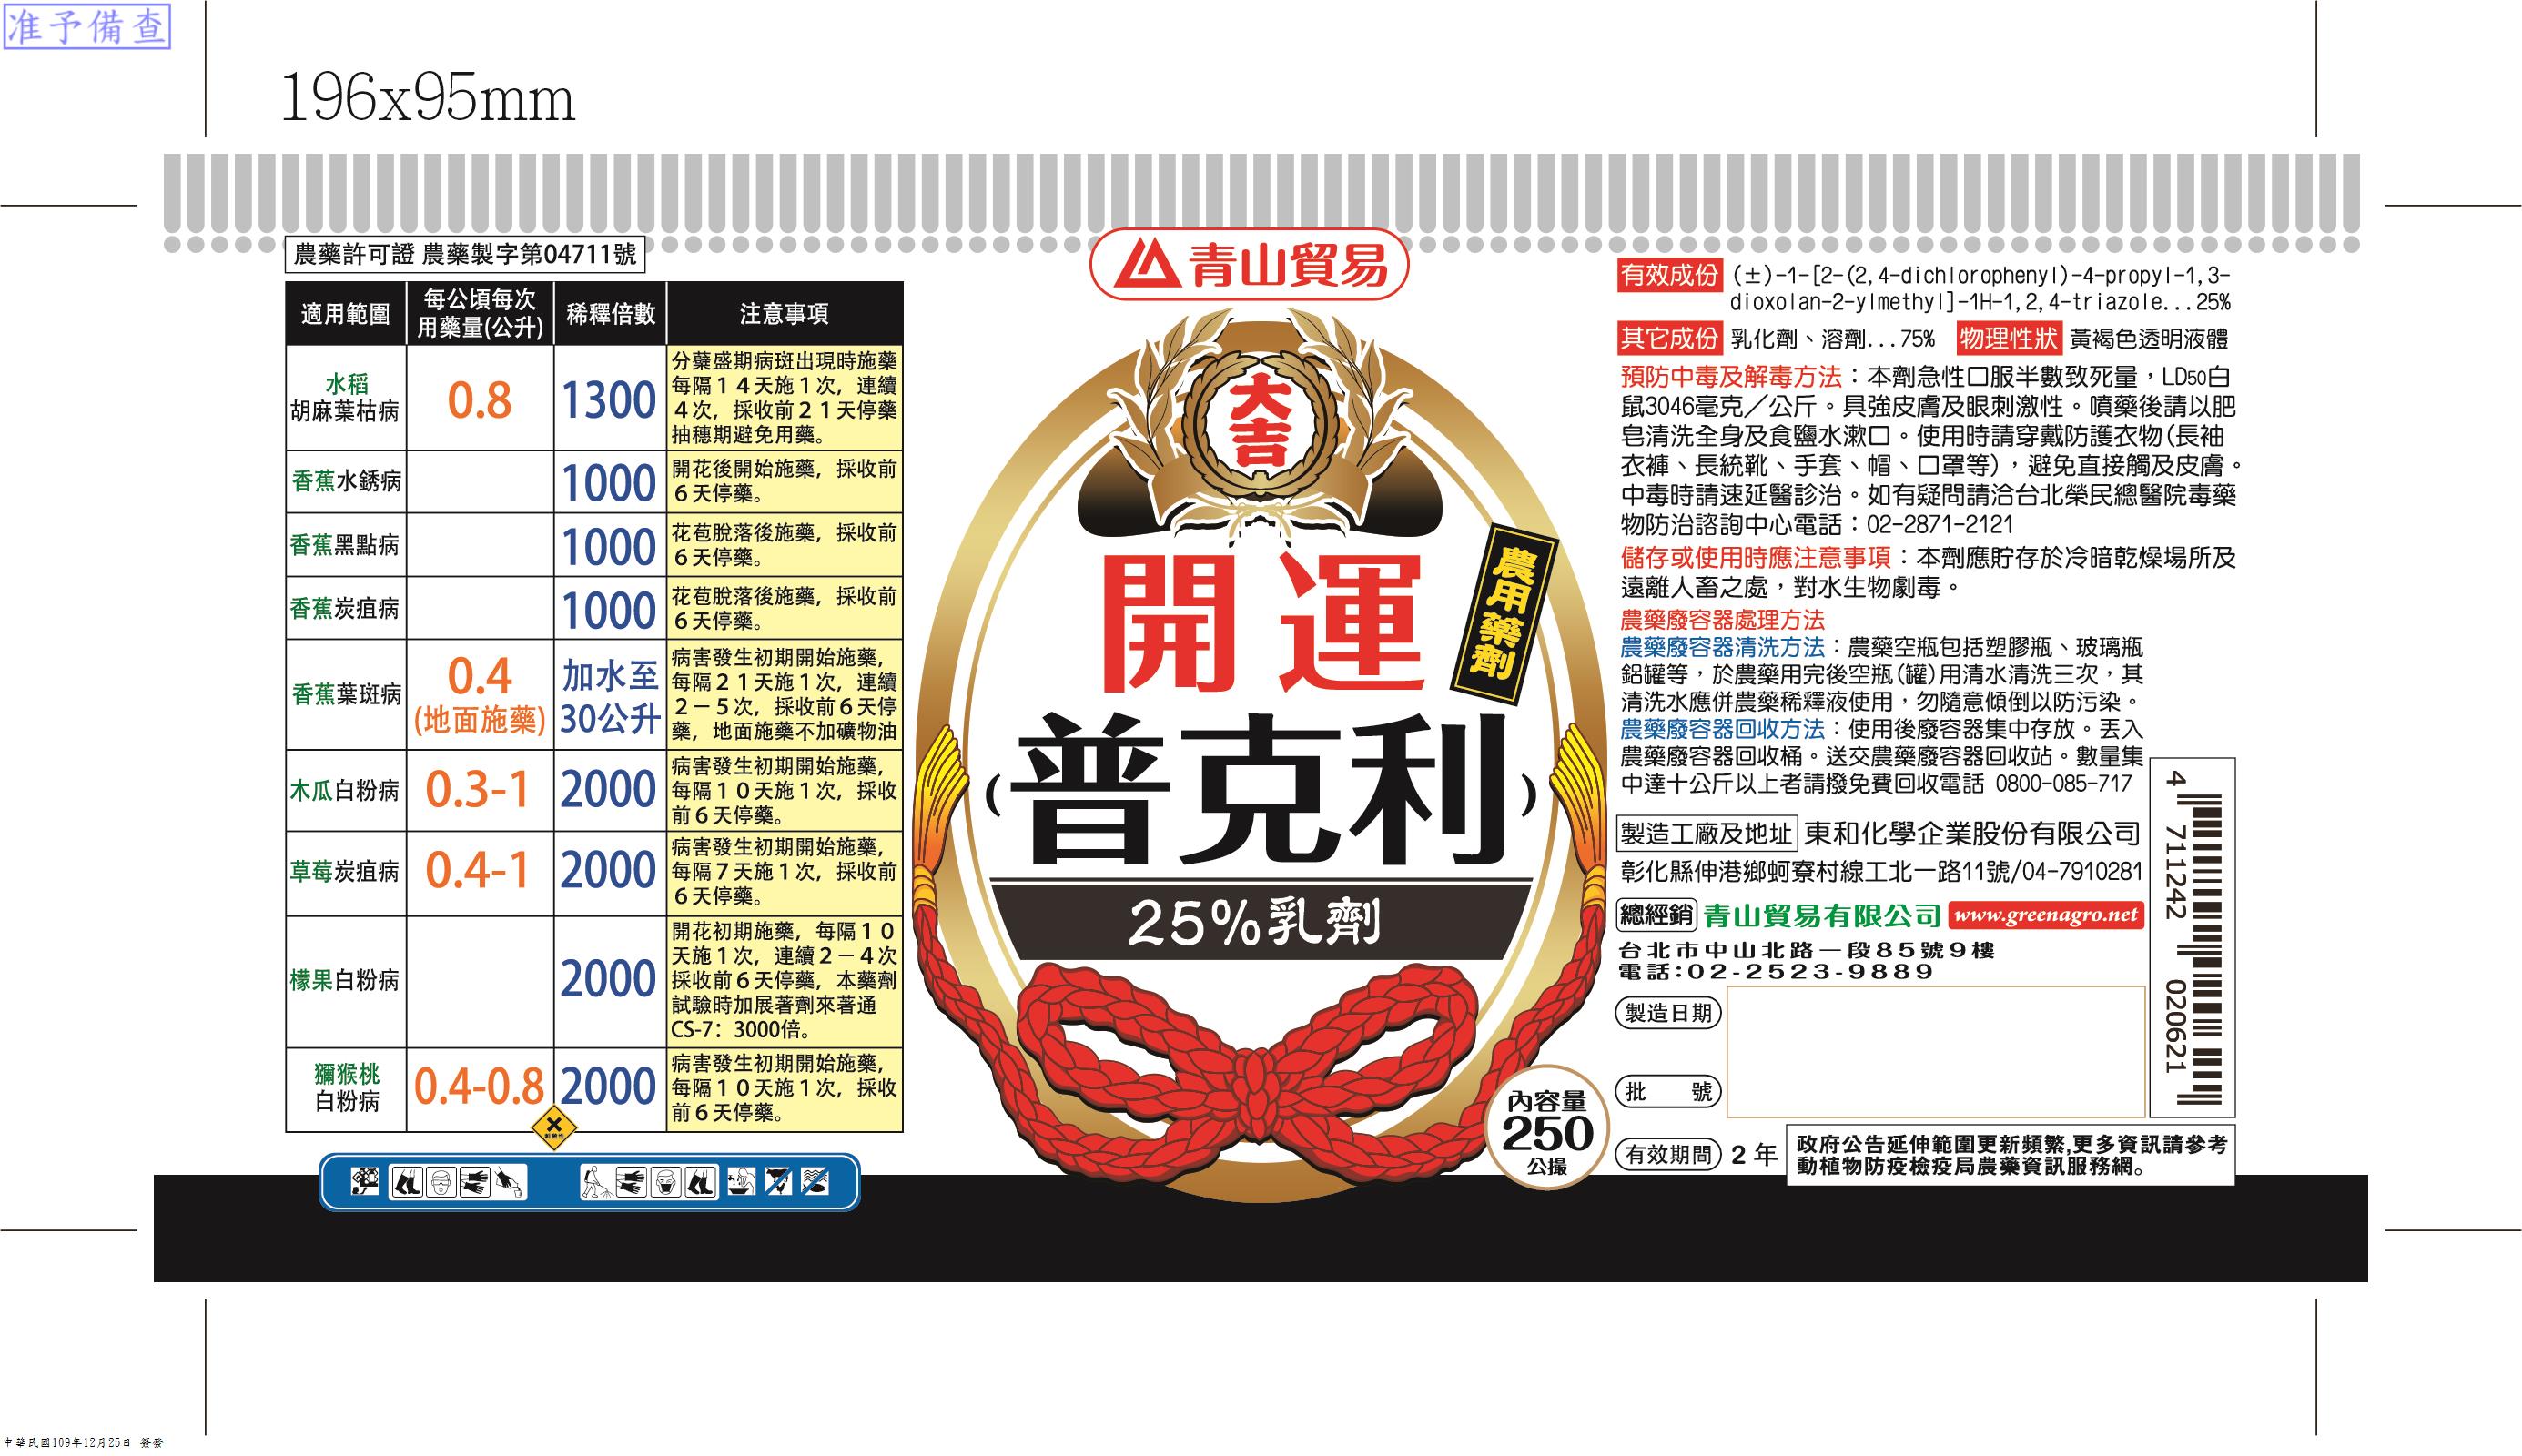 准予備查
196x95mm
農藥許可證 農藥製字第04711號
適用範圍
每公頃每次
用藥量(公升)
稀釋倍數
注意事項
水稻
胡麻葉枯病
0.8
1300
分蘗盛期病斑出現時施藥
每隔14天施1次，連續
4次，採收前21天停藥
抽穗期避免用藥。
香蕉水銹病
1000
開花後開始施藥，採收前
6天停藥。
香蕉黑點病
1000
花苞脫落後施藥，採收前
6天停藥。
香蕉炭疽病
1000
花苞脫落後施藥，採收前
6天停藥。
香蕉葉斑病
0.4
(地面施藥)
加水至
30公升
病害發生初期開始施藥，
每隔21天施1次，連續
2－5次，採收前6天停
藥，地面施藥不加礦物油
木瓜白粉病
0.3-1
2000
病害發生初期開始施藥，
每隔10天施1次，採收
前6天停藥。
草莓炭疽病
0.4-1
2000
病害發生初期開始施藥，
每隔7天施1次，採收前
6天停藥。
檬果白粉病
2000
開花初期施藥，每隔10
天施1次，連續2－4次
採收前6天停藥，本藥劑
試驗時加展著劑來著通
CS-7：3000倍。
獼猴桃
白粉病
0.4-0.8
2000
病害發生初期開始施藥，
每隔10天施1次，採收
前6天停藥。
刺激性
青山貿易
大吉
開運
農用藥劑
(普克利)
25%乳劑
內容量
250
公撮
有效成份 (±)-1-[2-(2,4-dichlorophenyl)-4-propyl-1,3-
dioxolan-2-ylmethyl]-1H-1,2,4-triazole...25%
其它成份 乳化劑、溶劑...75% 物理性狀 黃褐色透明液體
預防中毒及解毒方法：本劑急性口服半數致死量，LD50白
鼠3046毫克／公斤。具強皮膚及眼刺激性。噴藥後請以肥
皂清洗全身及食鹽水漱口。使用時請穿戴防護衣物(長袖
衣褲、長統靴、手套、帽、口罩等)，避免直接觸及皮膚。
中毒時請速延醫診治。如有疑問請洽台北榮民總醫院毒藥
物防治諮詢中心電話：02-2871-2121
儲存或使用時應注意事項：本劑應貯存於冷暗乾燥場所及
遠離人畜之處，對水生物劇毒。
農藥廢容器處理方法
農藥廢容器清洗方法：農藥空瓶包括塑膠瓶、玻璃瓶
鋁罐等，於農藥用完後空瓶(罐)用清水清洗三次，其
清洗水應併農藥稀釋液使用，勿隨意傾倒以防污染。
農藥廢容器回收方法：使用後廢容器集中存放。丟入
農藥廢容器回收桶。送交農藥廢容器回收站。數量集
中達十公斤以上者請撥免費回收電話 0800-085-717
製造工廠及地址 東和化學企業股份有限公司
彰化縣伸港鄉蚵寮村線工北一路11號/04-7910281
總經銷 青山貿易有限公司 www.greenagro.net
台北市中山北路一段85號9樓
電話:02-2523-9889
製造日期
批 號
有效期間 2 年
政府公告延伸範圍更新頻繁,更多資訊請參考
動植物防疫檢疫局農藥資訊服務網。
4 711242 020621
中華民國109年12月25日 簽發